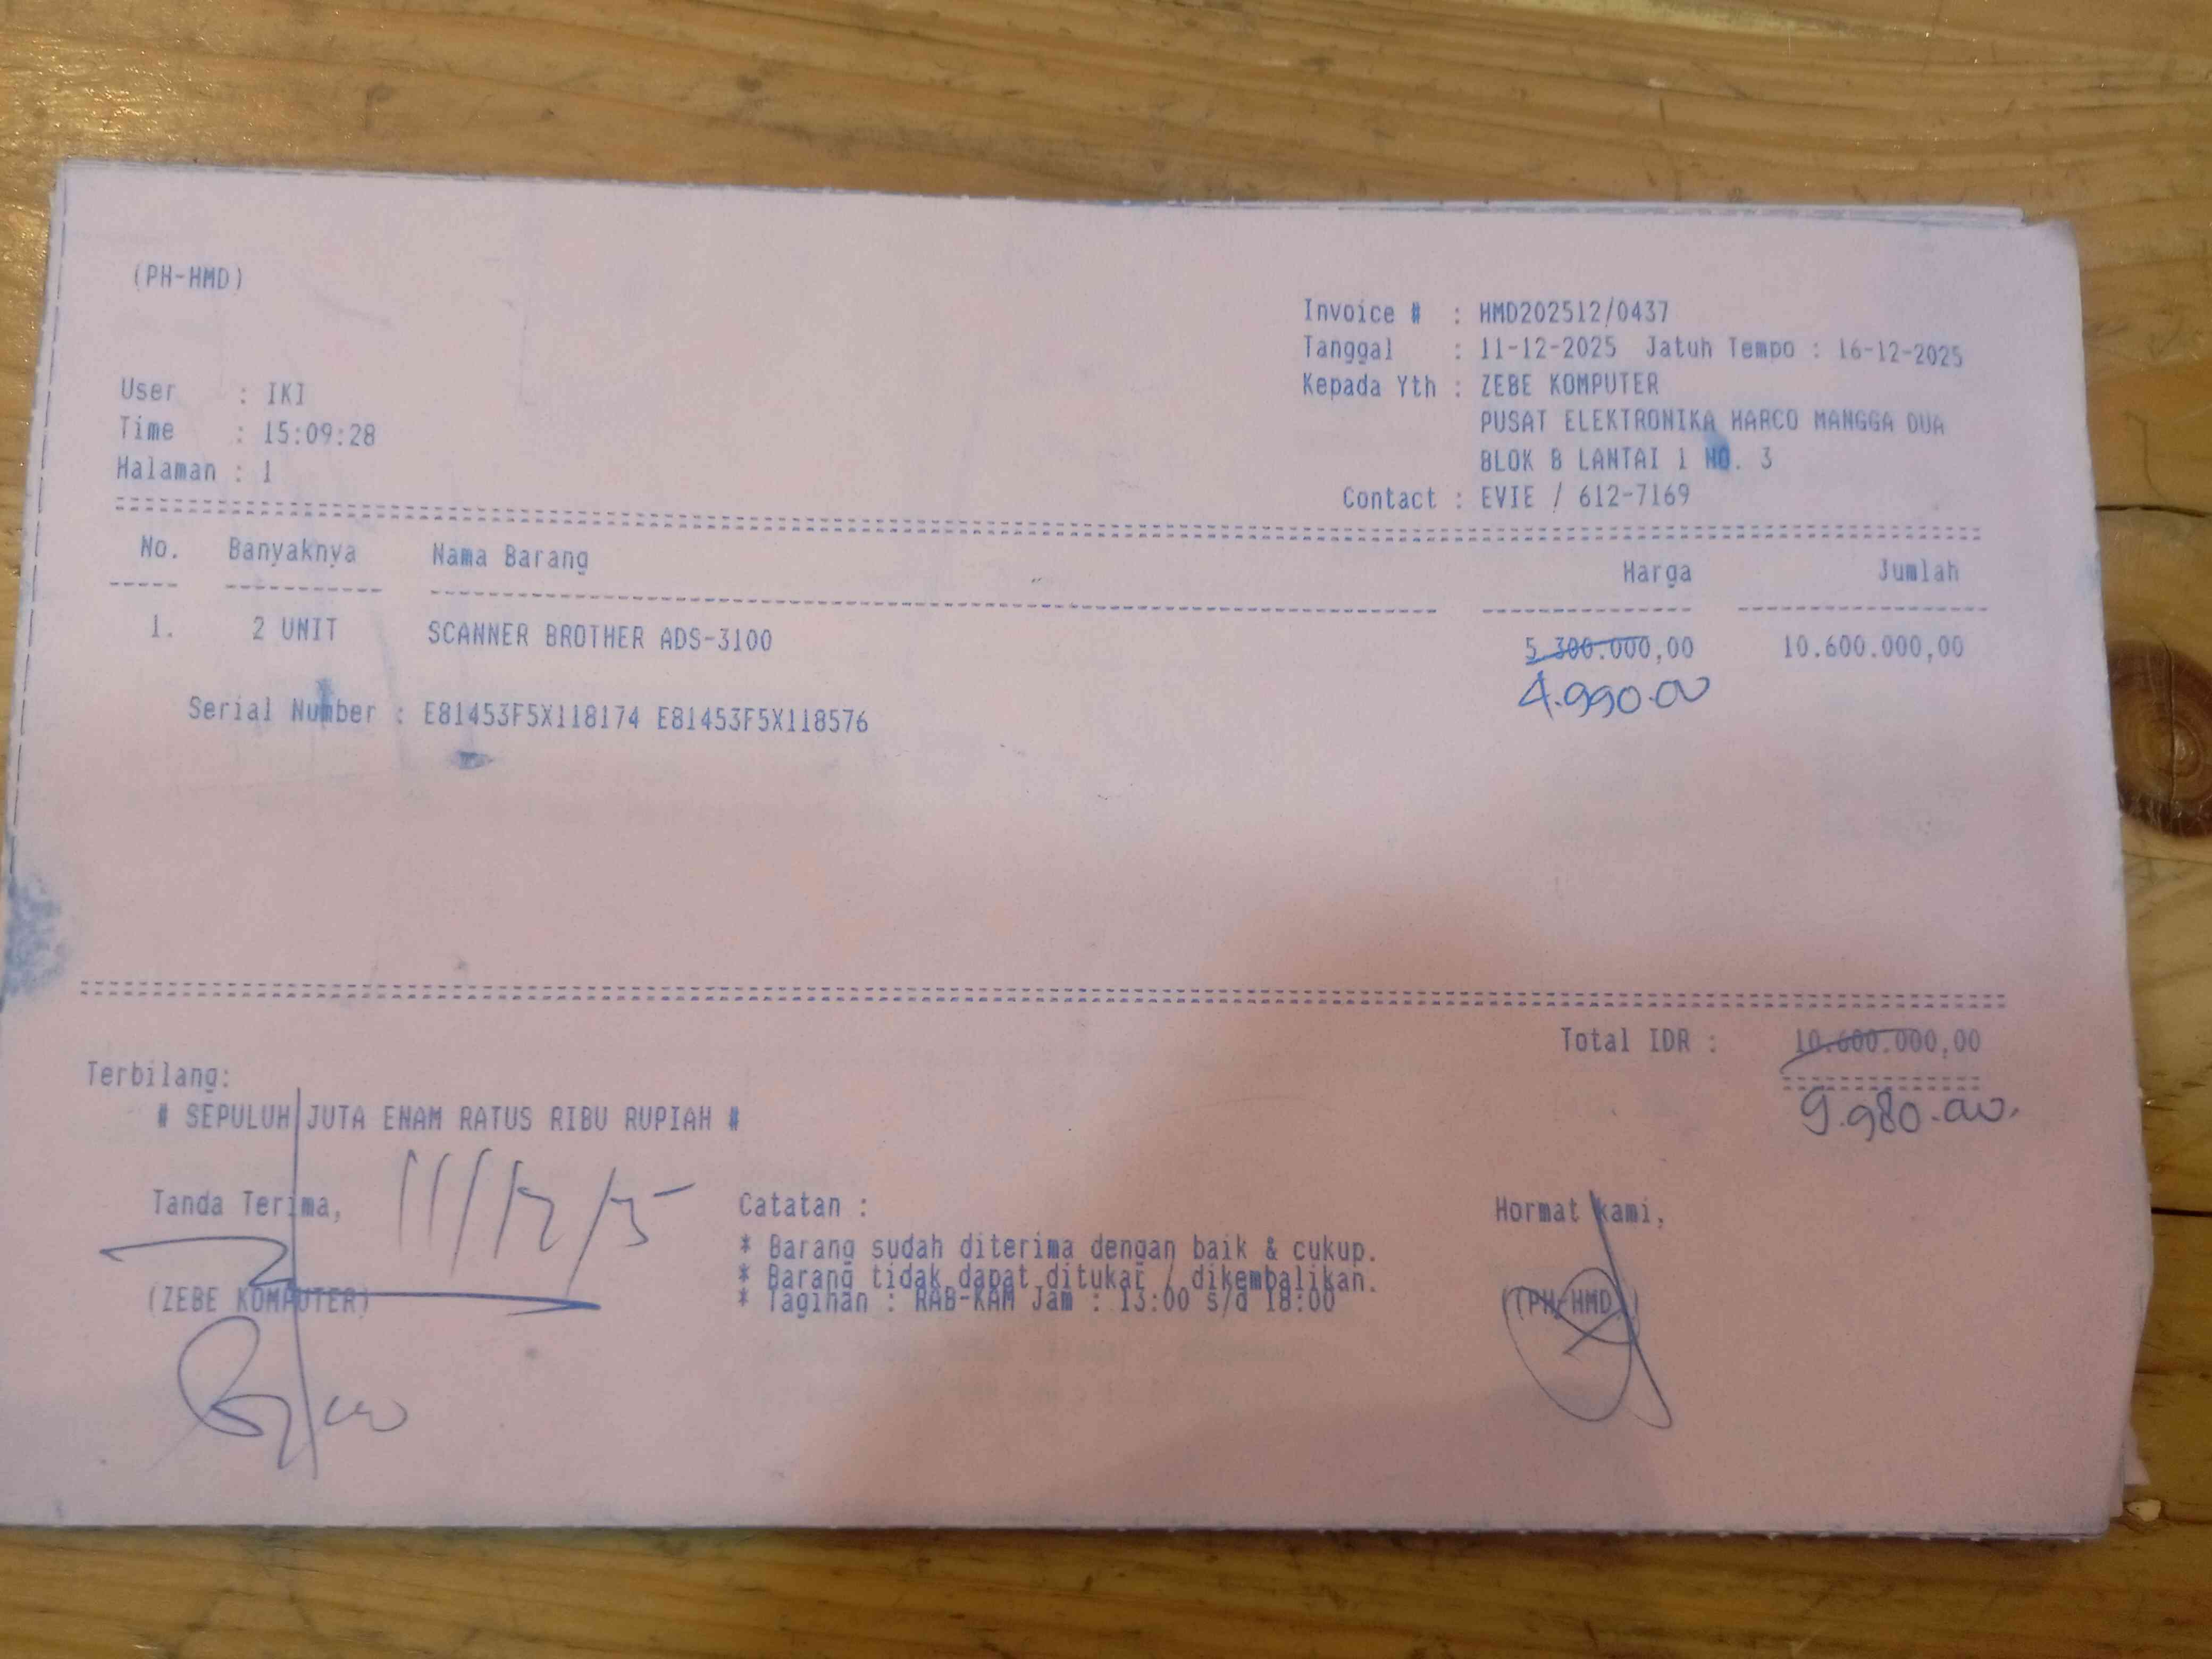 (PH-HMD)
Invoice # : HMD202512/0437
Tanggal : 11-12-2025 Jatuh Tempo : 16-12-2025
Kepada Yth : ZEBE KOMPUTER
PUSAT ELEKTRONIKA HARCO MANGGA DUA
BLOK B LANTAI 1 NO. 3
Contact : EVIE / 612-7169
User : IKI
Time : 15:09:28
Halaman : 1
No. Banyaknya Nama Barang Harga Jumlah
1. 2 UNIT SCANNER BROTHER ADS-3100 5.300.000,00 10.600.000,00
4.990.00
Serial Number : E81453F5X118174 E81453F5X118576
Total IDR : 10.600.000,00
9.980.00.
Terbilang:
# SEPULUH JUTA ENAM RATUS RIBU RUPIAH #
Tanda Terima,
(ZEBE KOMPUTER)
Catatan :
* Barang sudah diterima dengan baik & cukup.
* Barang tidak dapat ditukar / dikembalikan.
* Tagihan : RAB-KAM Jam : 13:00 s/d 18:00
Hormat kami,
(PH-HMD)